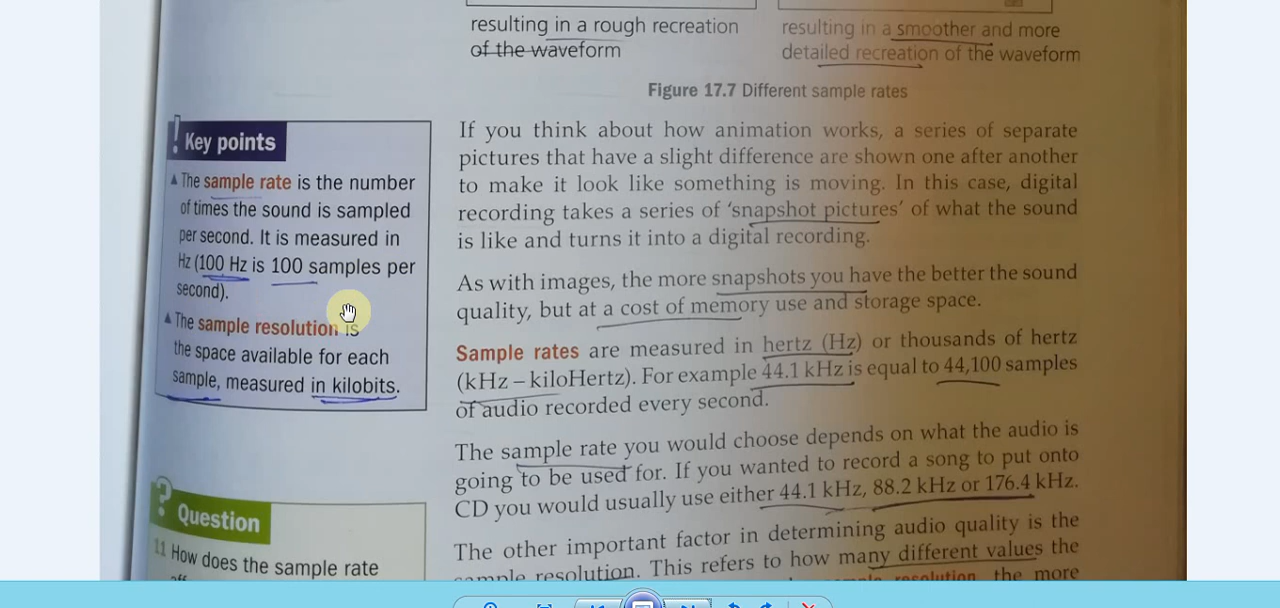 resulting in a rough recreation
of the waveform
resulting in a smoother and more
detailed recreation of the waveform
Figure 17.7 Different sample rates
! Key points
▲ The sample rate is the number
of times the sound is sampled
per second. It is measured in
Hz (100 Hz is 100 samples per
second).
▲ The sample resolution is
the space available for each
sample, measured in kilobits.
? Question
11 How does the sample rate
If you think about how animation works, a series of separate
pictures that have a slight difference are shown one after another
to make it look like something is moving. In this case, digital
recording takes a series of ‘snapshot pictures’ of what the sound
is like and turns it into a digital recording.
As with images, the more snapshots you have the better the sound
quality, but at a cost of memory use and storage space.
Sample rates are measured in hertz (Hz) or thousands of hertz
(kHz – kiloHertz). For example 44.1 kHz is equal to 44,100 samples
of audio recorded every second.
The sample rate you would choose depends on what the audio is
going to be used for. If you wanted to record a song to put onto
CD you would usually use either 44.1 kHz, 88.2 kHz or 176.4 kHz.
The other important factor in determining audio quality is the
sample resolution. This refers to how many different values the
resolution the more